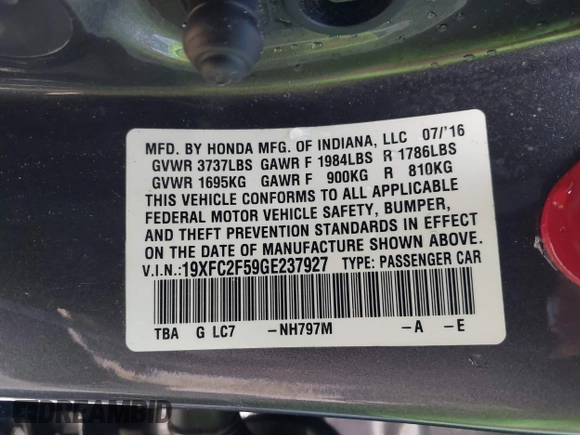 MFD. BY HONDA MFG. OF INDIANA, LLC 07/'16
GVWR 3737LBS GAWR F 1984LBS R 1786LBS
GVWR 1695KG GAWR F 900KG R 810KG
THIS VEHICLE CONFORMS TO ALL APPLICABLE
FEDERAL MOTOR VEHICLE SAFETY, BUMPER,
AND THEFT PREVENTION STANDARDS IN EFFECT
ON THE DATE OF MANUFACTURE SHOWN ABOVE.
V.I.N.:19XFC2F59GE237927 TYPE: PASSENGER CAR
TBA G LC7 -NH797M -A -E
DREAMBID